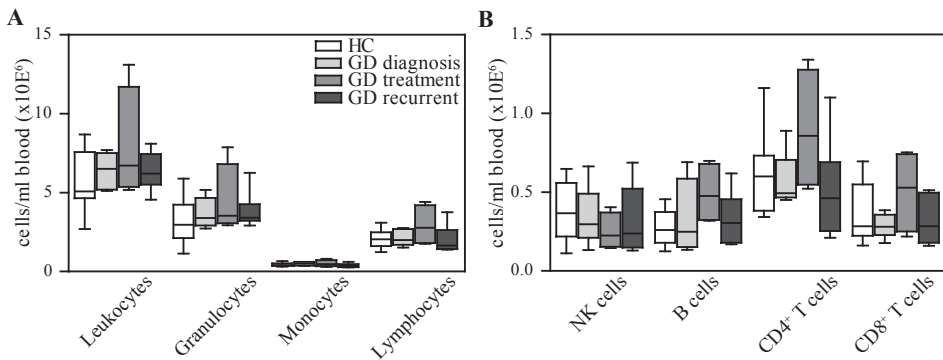 A
cells/ml blood (x10E⁶)
15
10
5
0
HC
GD diagnosis
GD treatment
GD recurrent
Leukocytes
Granulocytes
Monocytes
Lymphocytes
B
cells/ml blood (x10E⁶)
1.5
1.0
0.5
0.0
NK cells
B cells
CD4⁺ T cells
CD8⁺ T cells